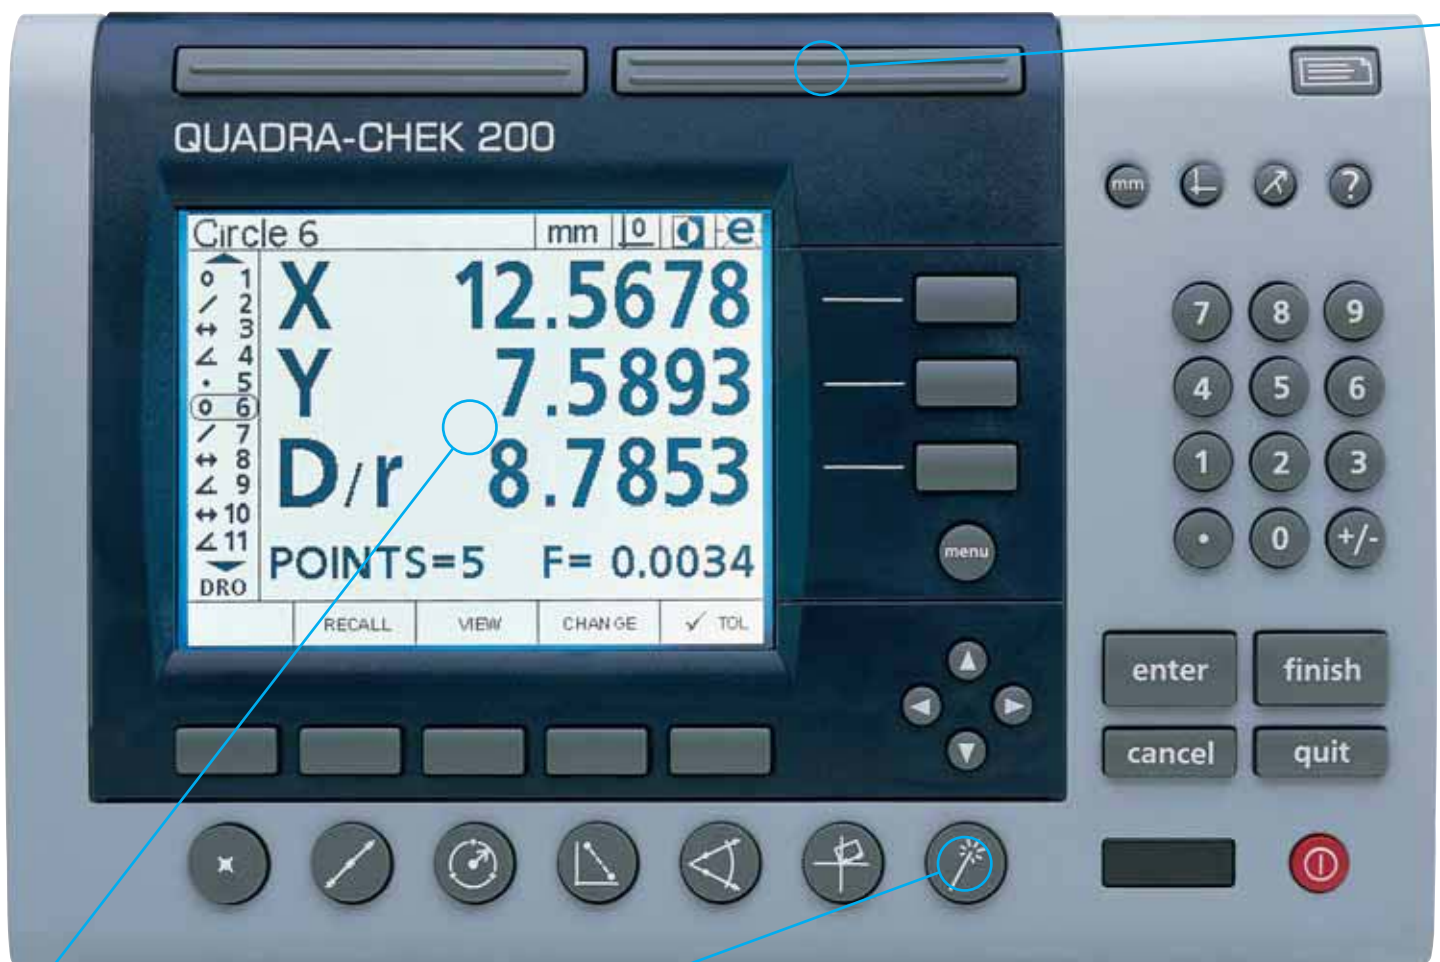 QUADRA-CHEK 200
mm
?
Circle 6 mm 0 e
X 12.5678
Y 7.5893
D/r 8.7853
POINTS=5 F= 0.0034
1
2
3
4
5
6
7
8
9
10
11
DRO
RECALL VIEW CHANGE ✓ TOL
menu
7 8 9
4 5 6
1 2 3
. 0 +/-
enter finish
cancel quit